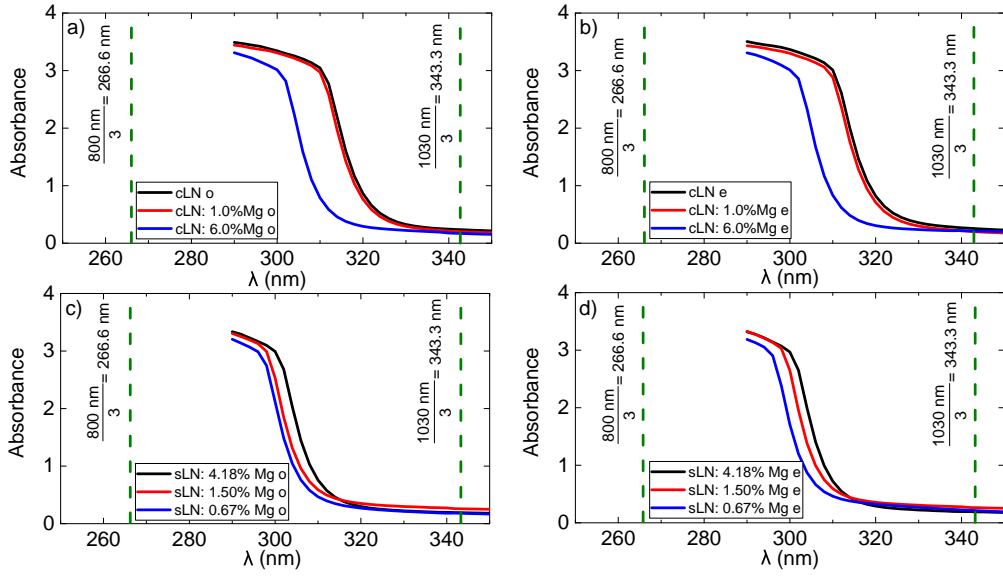 a)
Absorbance
4
3
2
1
0
800 nm
3
= 266.6 nm
1030 nm
3
= 343.3 nm
cLN o
cLN: 1.0%Mg o
cLN: 6.0%Mg o
260 280 300 320 340
λ (nm)
b)
Absorbance
4
3
2
1
0
800 nm
3
= 266.6 nm
1030 nm
3
= 343.3 nm
cLN e
cLN: 1.0%Mg e
cLN: 6.0%Mg e
260 280 300 320 340
λ (nm)
c)
Absorbance
4
3
2
1
0
800 nm
3
= 266.6 nm
1030 nm
3
= 343.3 nm
sLN: 4.18% Mg o
sLN: 1.50% Mg o
sLN: 0.67% Mg o
260 280 300 320 340
λ (nm)
d)
Absorbance
4
3
2
1
0
800 nm
3
= 266.6 nm
1030 nm
3
= 343.3 nm
sLN: 4.18% Mg e
sLN: 1.50% Mg e
sLN: 0.67% Mg e
260 280 300 320 340
λ (nm)